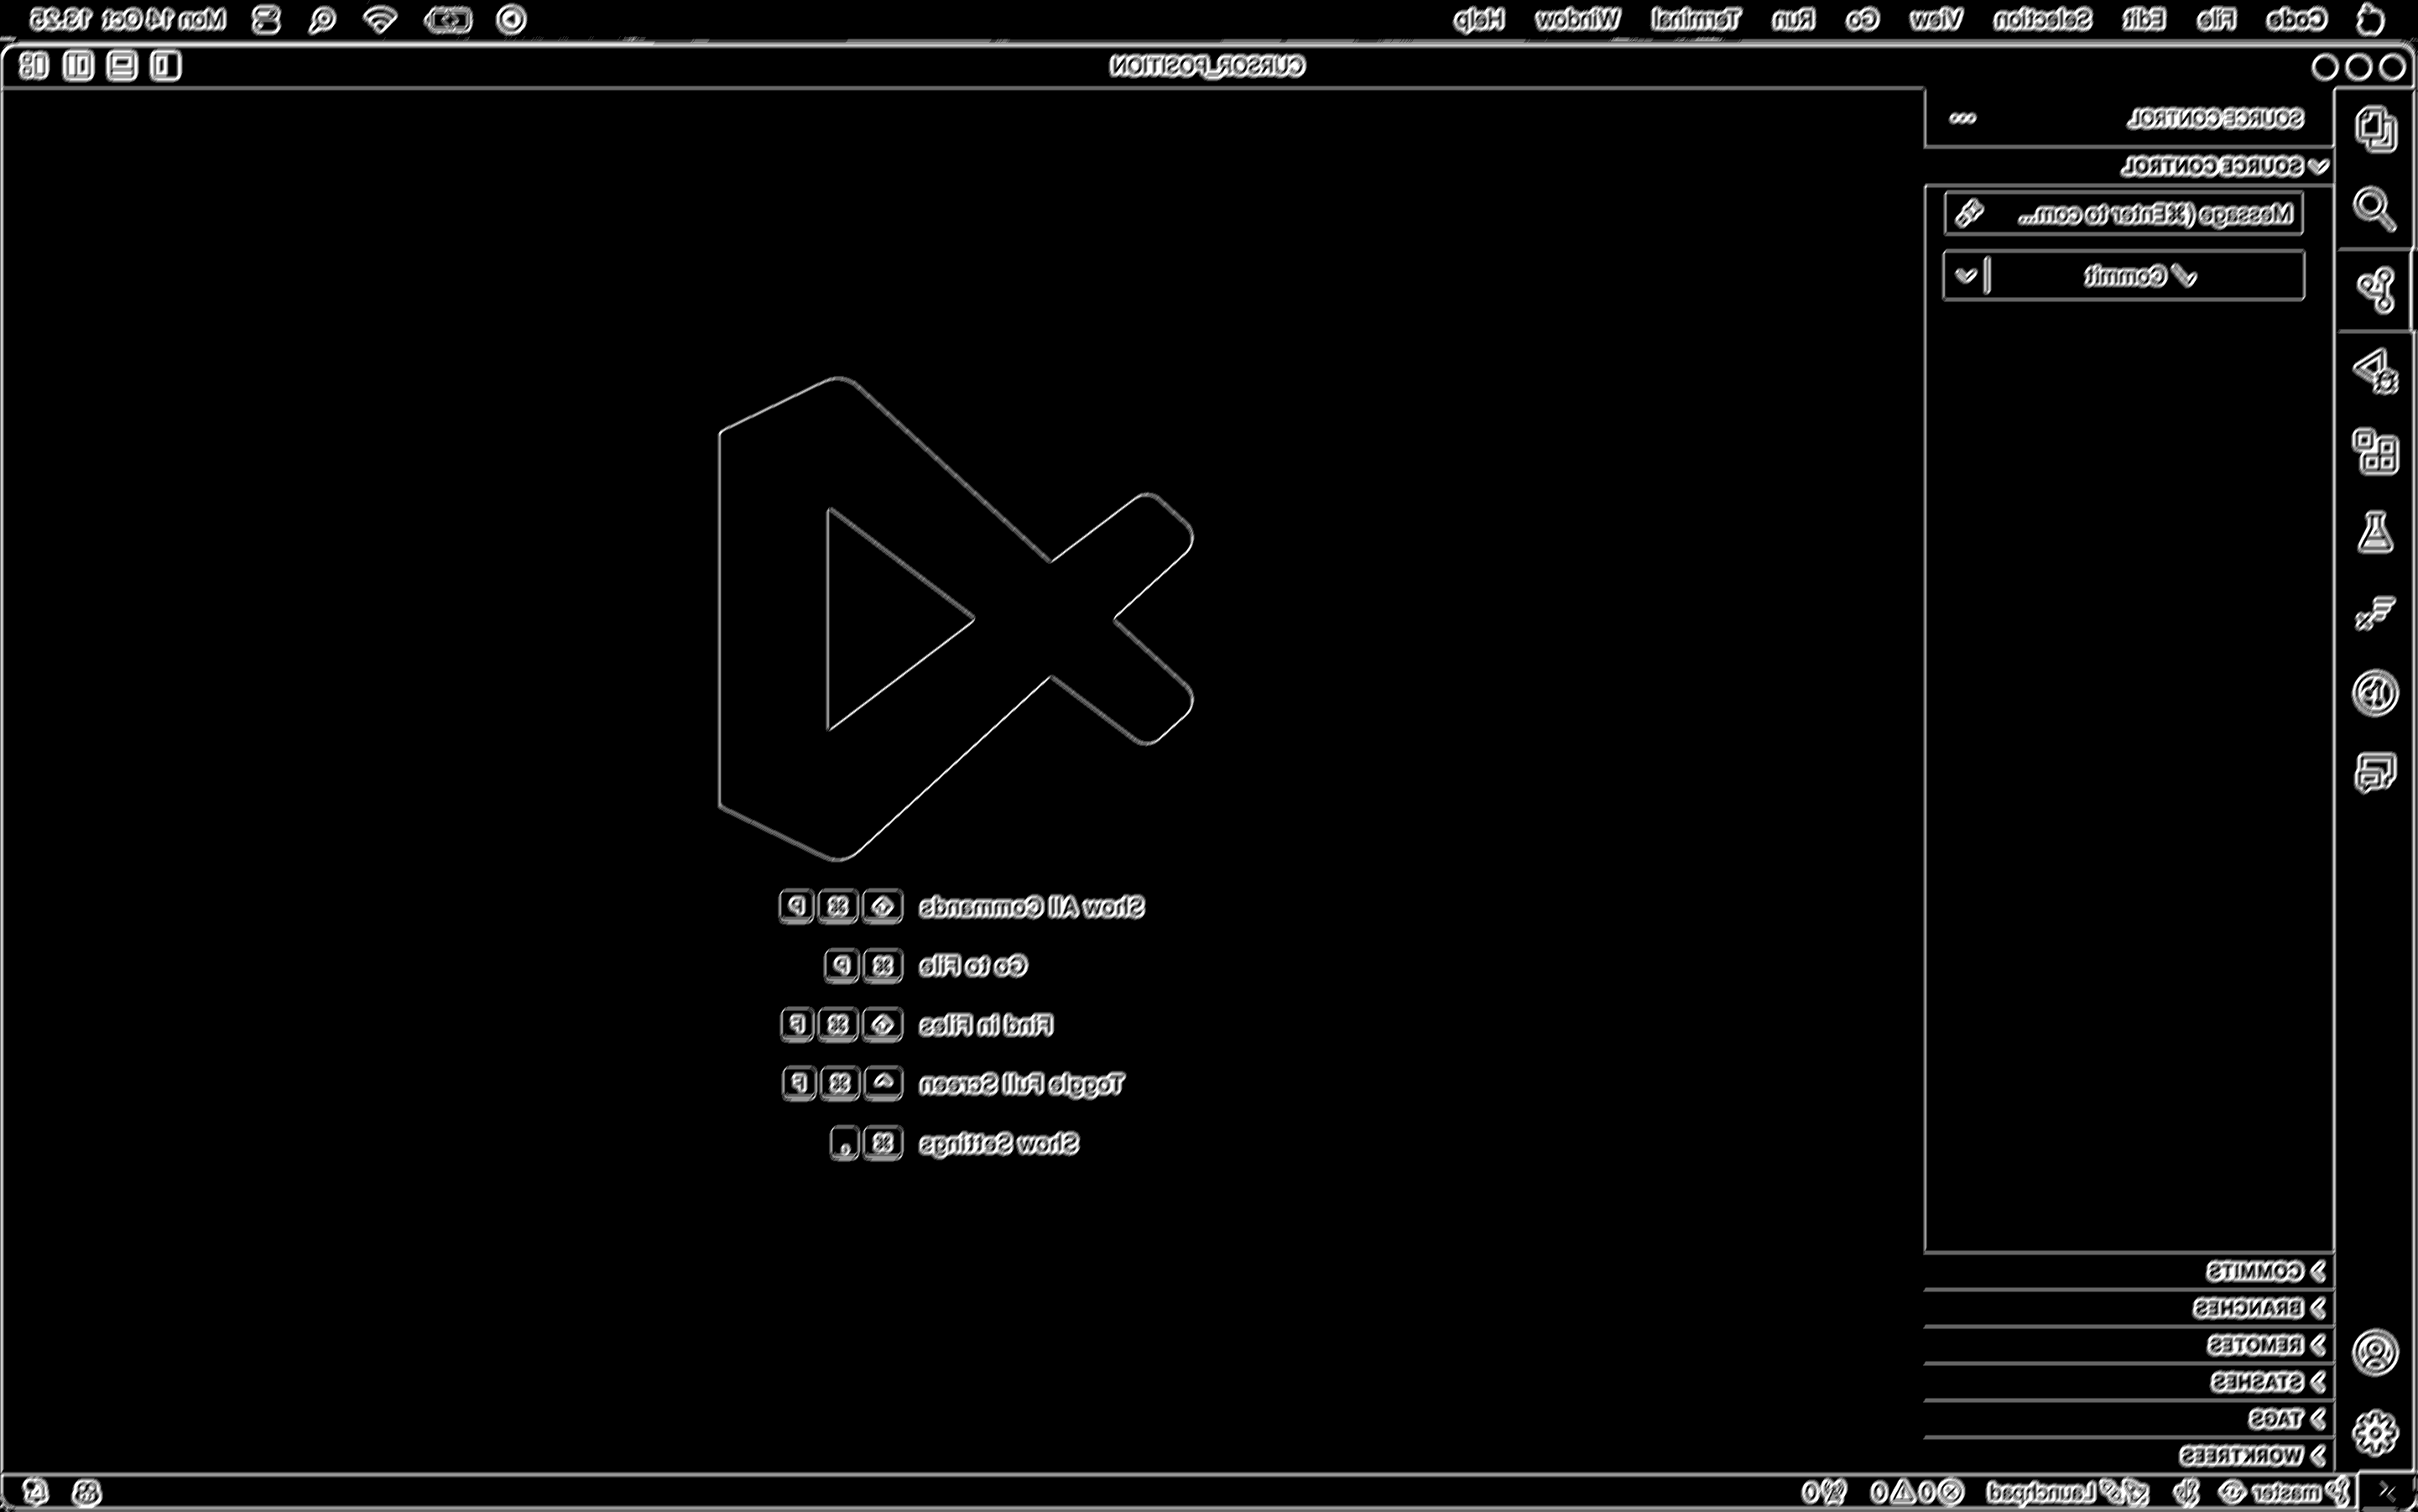 Code File Edit Selection View Go Run Terminal Window Help
Mon 14 Oct 13.25
CURSOR_POSITION
SOURCE CONTROL
SOURCE CONTROL
Message (⌘Enter to com...
Commit
Show All Commands ⇧ ⌘ P
Go to File ⌘ P
Find in Files ⇧ ⌘ F
Toggle Full Screen ^ ⌘ F
Show Settings ⌘ ,
COMMITS
BRANCHES
REMOTES
STASHES
TAGS
WORKTREES
master Launchpad 0 0 0